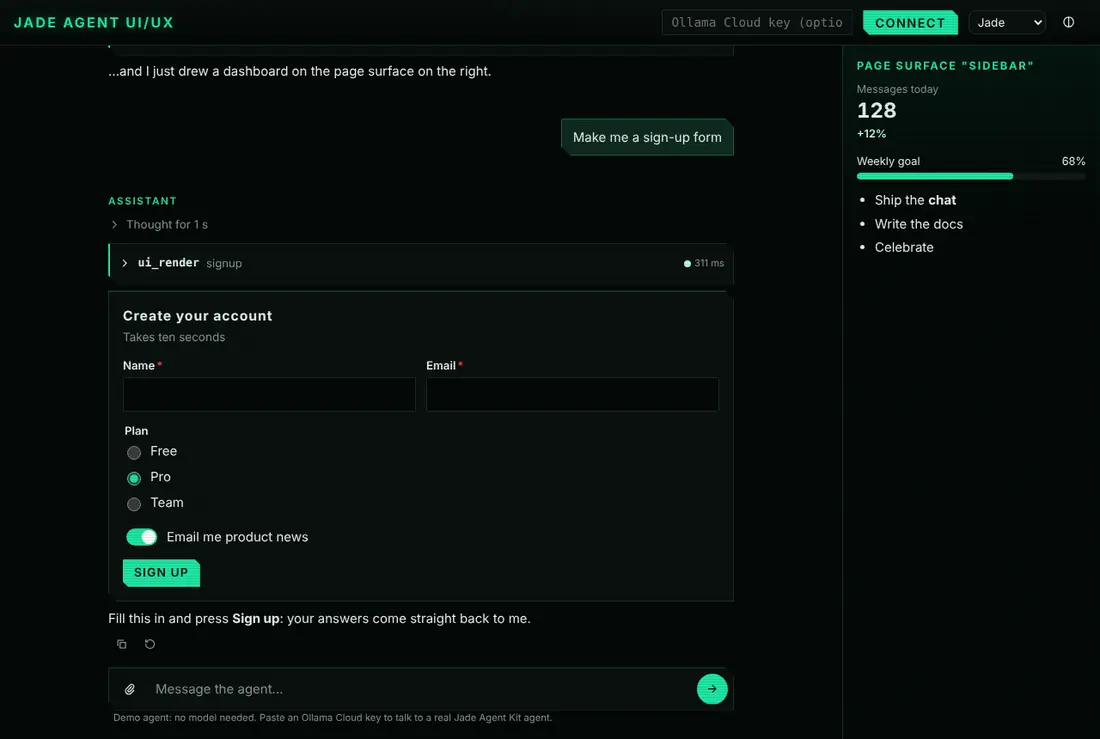 JADE AGENT UI/UX
Ollama Cloud key (optio
CONNECT
Jade
...and I just drew a dashboard on the page surface on the right.
Make me a sign-up form
ASSISTANT
Thought for 1 s
ui_render signup
311 ms
Create your account
Takes ten seconds
Name*
Email*
Plan
Free
Pro
Team
Email me product news
SIGN UP
Fill this in and press Sign up: your answers come straight back to me.
Message the agent...
Demo agent: no model needed. Paste an Ollama Cloud key to talk to a real Jade Agent Kit agent.
PAGE SURFACE "SIDEBAR"
Messages today
128
+12%
Weekly goal
68%
• Ship the chat
• Write the docs
• Celebrate